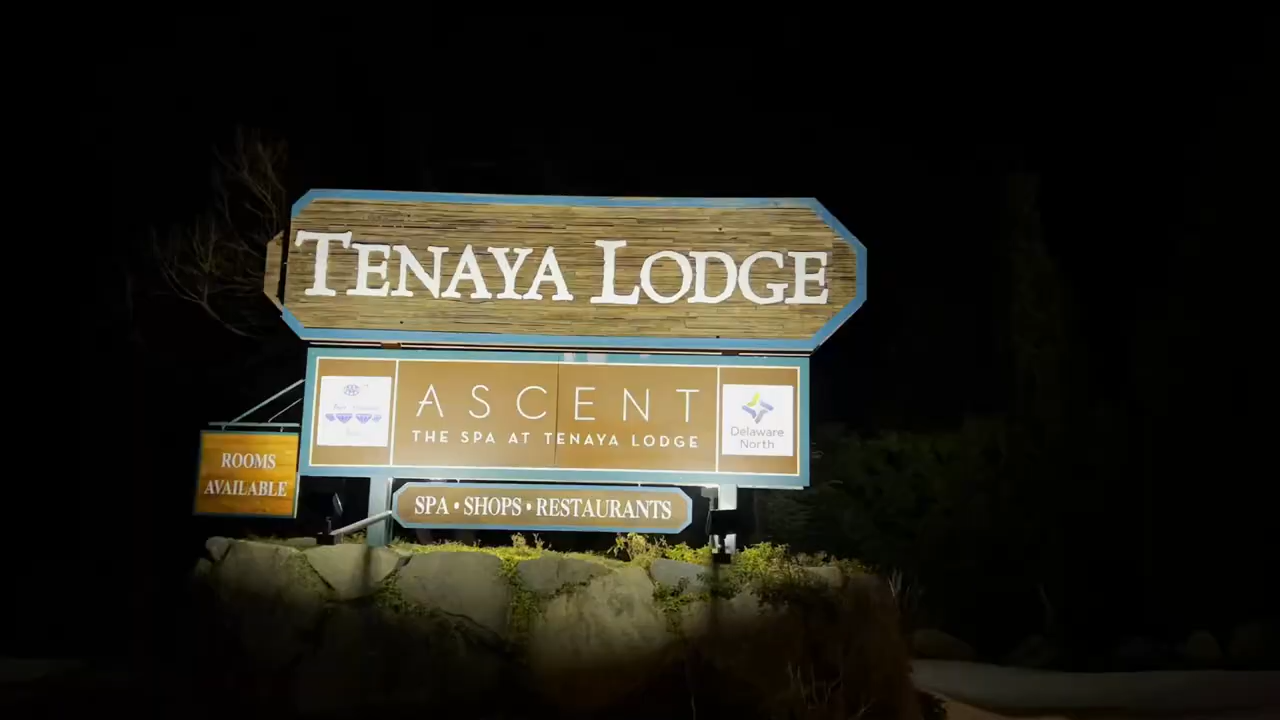 TENAYA LODGE
ASCENT
THE SPA AT TENAYA LODGE
Delaware
North
ROOMS
AVAILABLE
SPA • SHOPS • RESTAURANTS